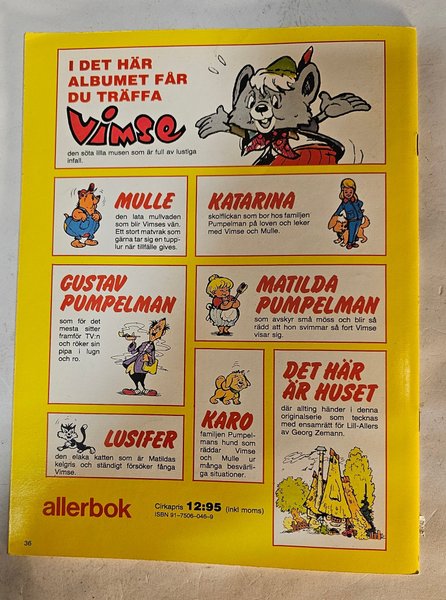 I DET HÄR
ALBUMET FÅR
DU TRÄFFA
Vimse
den söta lilla musen som är full av lustiga
infall.
MULLE
den lata mullvaden
som blir Vimses vän.
Ett stort matvrak som
gärna tar sig en tupp-
lur när tillfälle gives.
KATARINA
skolflickan som bor hos familjen
Pumpelman på loven och leker
med Vimse och Mulle.
GUSTAV
PUMPELMAN
som för det
mesta sitter
framför TV:n
och röker sin
pipa i lugn
och ro.
MATILDA
PUMPELMAN
som avskyr små möss och blir så
rädd att hon svimmar så fort Vimse
visar sig.
KARO
familjen Pumpel-
mans hund som
räddar Vimse
och Mulle ur
många besvärli-
ga situationer.
DET HÄR
ÄR HUSET
där allting händer i denna
originalserie som tecknas
med ensamrätt för Lill-Allers
av Georg Zemann.
LUSIFER
den elaka katten som är Matildas
kelgris och ständigt försöker fånga
Vimse.
allerbok
Cirkapris 12:95 (inkl moms)
ISBN 91-7506-046-9
36